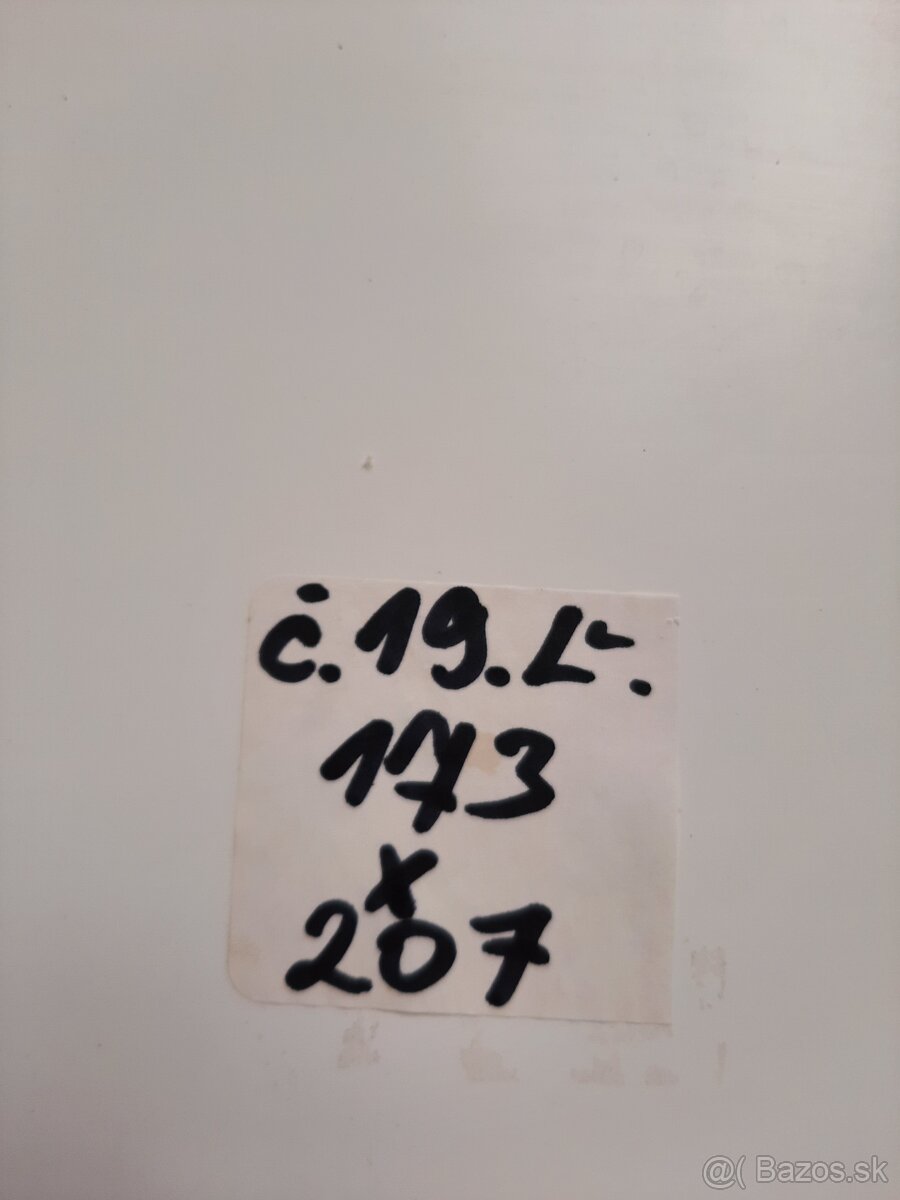 č.19.Ľ.
173
x
207
@( Bazos.sk